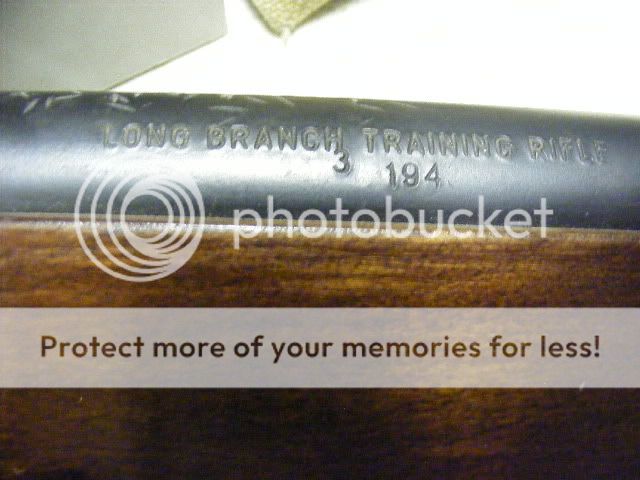 LONG BRANCH TRAINING RIFLE
3 194
photobucket
Protect more of your memories for less!